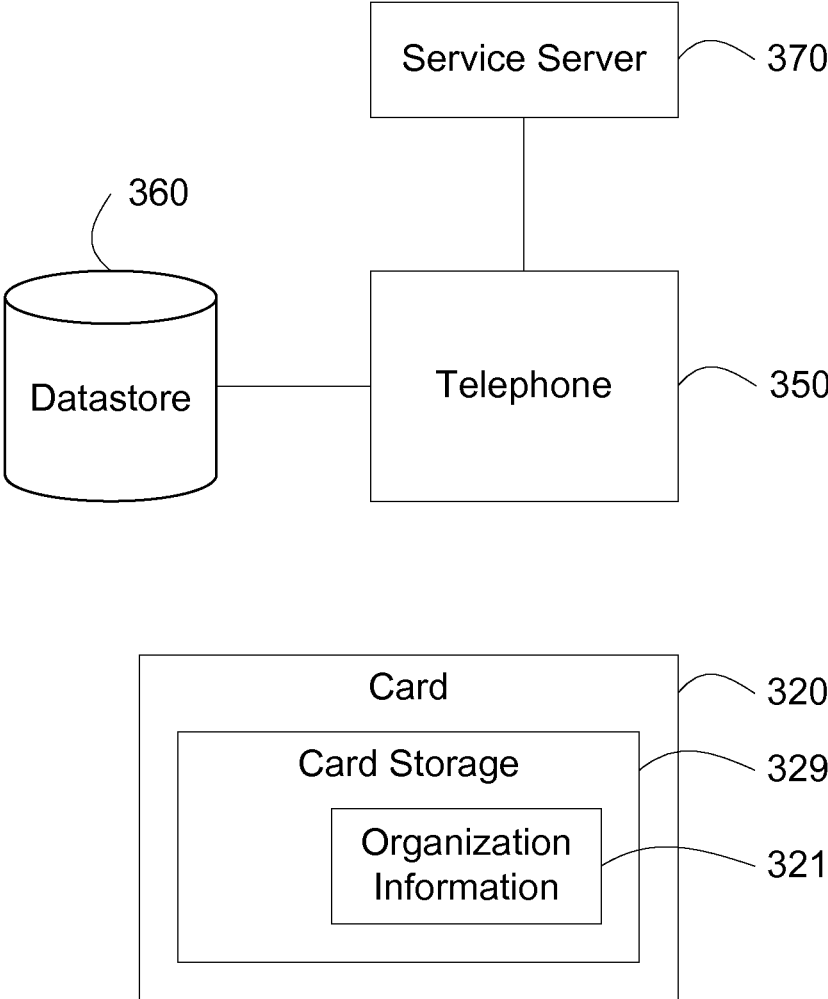 Service Server
370
360
Datastore
Telephone
350
Card
320
Card Storage
329
Organization
Information
321